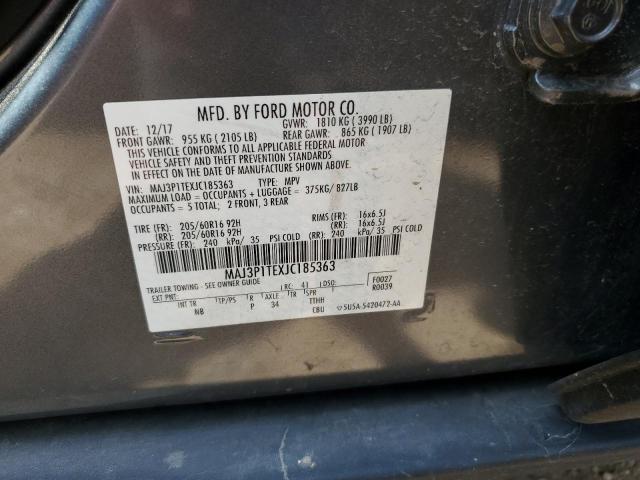 MFD. BY FORD MOTOR CO.
DATE: 12/17 GVWR: 1810 KG ( 3990 LB)
FRONT GAWR: 955 KG ( 2105 LB) REAR GAWR: 865 KG ( 1907 LB)
THIS VEHICLE CONFORMS TO ALL APPLICABLE FEDERAL MOTOR
VEHICLE SAFETY AND THEFT PREVENTION STANDARDS
IN EFFECT ON THE DATE OF MANUFACTURE SHOWN ABOVE.
VIN: MAJ3P1TEXJC185363 TYPE: MPV
MAXIMUM LOAD = OCCUPANTS + LUGGAGE = 375KG/ 827LB
OCCUPANTS = 5 TOTAL; 2 FRONT, 3 REAR
TIRE (FR): 205/60R16 92H RIMS (FR): 16x6.5J
(RR): 205/60R16 92H (RR): 16x6.5J
PRESSURE (FR): 240 kPa/ 35 PSI COLD (RR): 240 kPa/ 35 PSI COLD
MAJ3P1TEXJC185363
TRAILER TOWING - SEE OWNER GUIDE
EXT PNT: RC: 41 DSO: F0027
R0039
INT TR TP/PS R AXLE TR SPR
NB P 34 TTHH
CBU 5U5A-5420472-AA